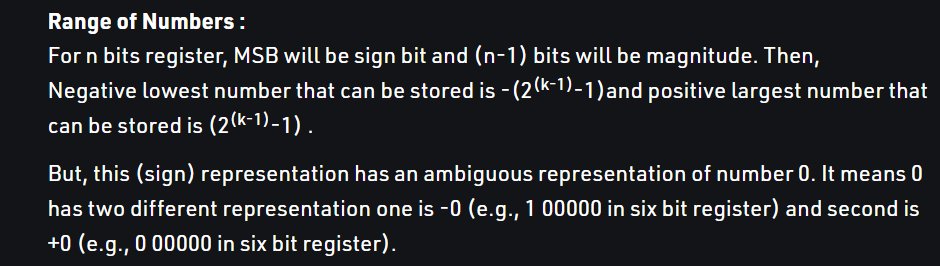 Range of Numbers :
For n bits register, MSB will be sign bit and (n-1) bits will be magnitude. Then,
Negative lowest number that can be stored is -(2⁽ᵏ⁻¹⁾-1)and positive largest number that
can be stored is (2⁽ᵏ⁻¹⁾-1) .
But, this (sign) representation has an ambiguous representation of number 0. It means 0
has two different representation one is -0 (e.g., 1 00000 in six bit register) and second is
+0 (e.g., 0 00000 in six bit register).